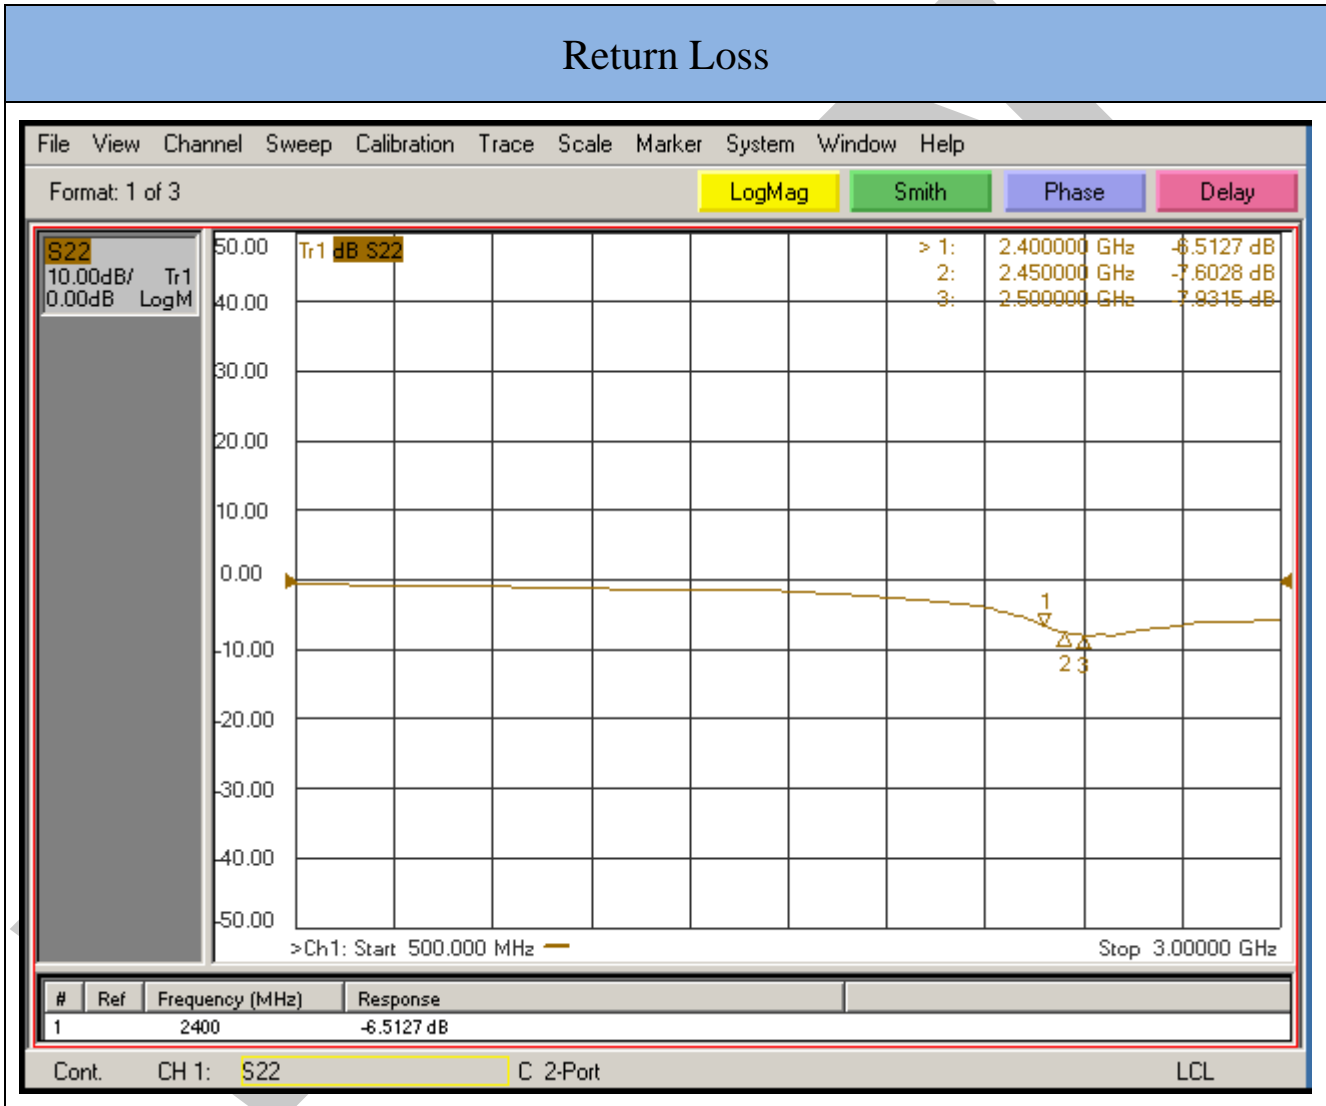 Return Loss
File View Channel Sweep Calibration Trace Scale Marker System Window Help
Format: 1 of 3
LogMag Smith Phase Delay
S22
10.00dB/ Tr1
0.00dB LogM
Tr1 dB S22
> 1: 2.400000 GHz -6.5127 dB
2: 2.450000 GHz -7.6028 dB
3: 2.500000 GHz -7.9315 dB
50.00
40.00
30.00
20.00
10.00
0.00
-10.00
-20.00
-30.00
-40.00
-50.00
1
2 3
>Ch1: Start 500.000 MHz
Stop 3.00000 GHz
# Ref Frequency (MHz) Response
1 2400 -6.5127 dB
Cont. CH 1: S22 C 2-Port LCL